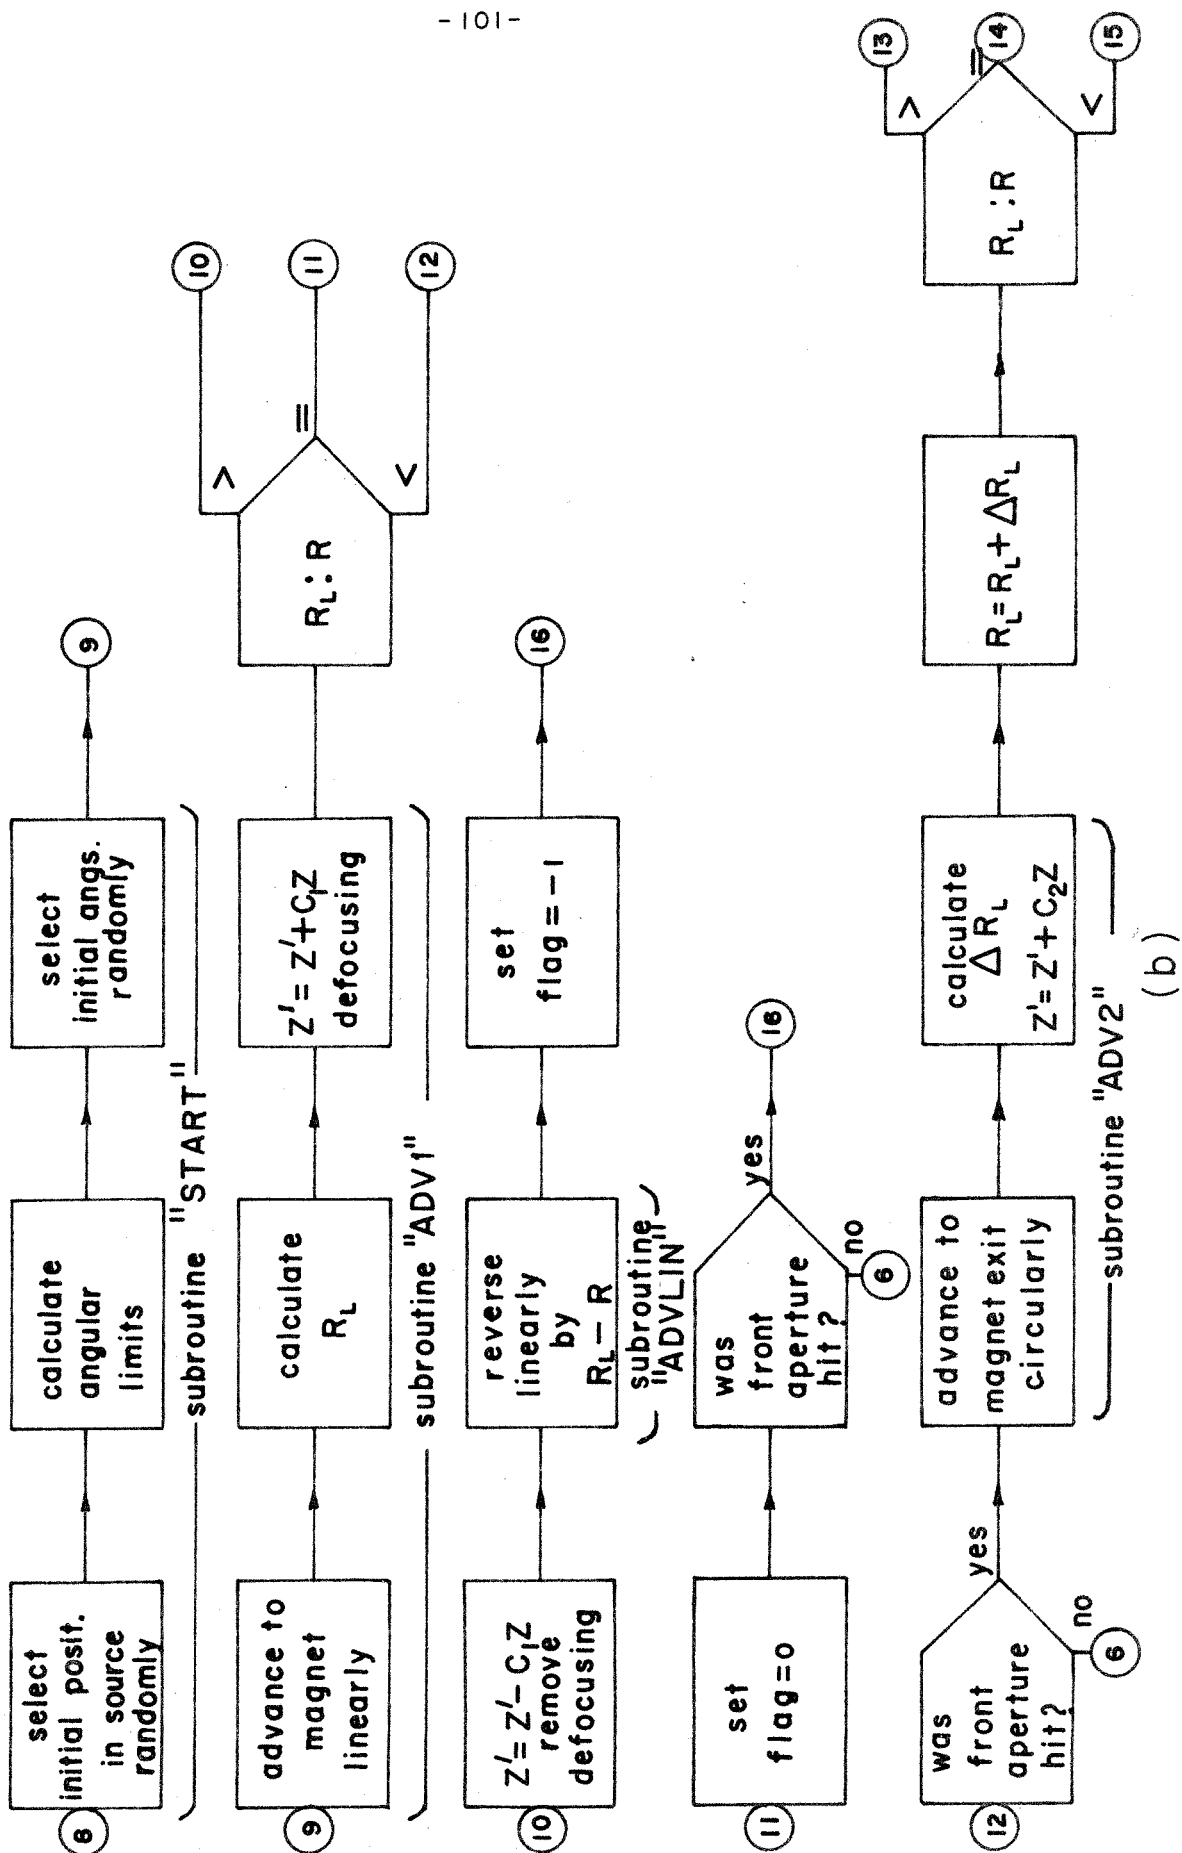 -101-
8
select
initial posit.
in source
randomly
calculate
angular
limits
select
initial angs.
randomly
9
subroutine "START"
9
advance to
magnet
linearly
calculate
R_L
Z' = Z' + C₁Z
defocusing
R_L : R
>
=
<
10
11
12
subroutine "ADV1"
10
Z' = Z' - C₁Z
remove
defocusing
reverse
linearly
by
R_L - R
set
flag = -1
16
subroutine
"ADVLIN"
11
set
flag = 0
was
front
aperture
hit?
yes
16
no
6
12
was
front
aperture
hit?
yes
no
6
advance to
magnet exit
circularly
calculate
ΔR_L
Z' = Z' + C₂Z
R_L = R_L + ΔR_L
R_L : R
>
=
<
13
14
15
subroutine "ADV2"
(b)